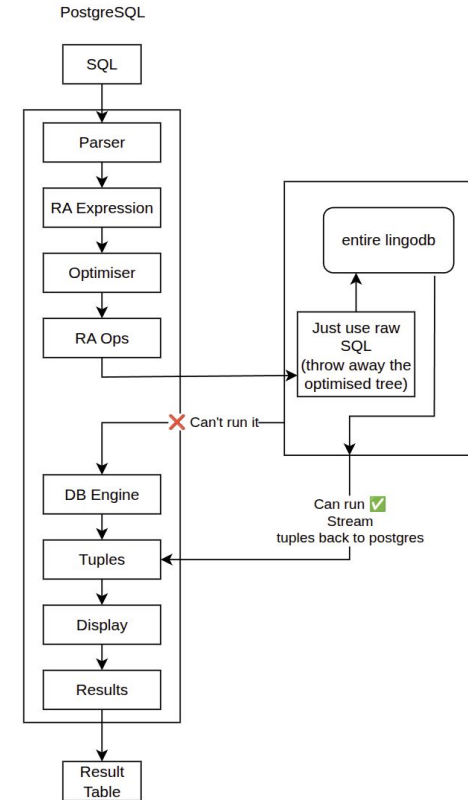 PostgreSQL
SQL
Parser
RA Expression
Optimiser
RA Ops
entire lingodb
Just use raw
SQL
(throw away the
optimised tree)
❌ Can't run it
DB Engine
Can run ✅
Stream
tuples back to postgres
Tuples
Display
Results
Result
Table